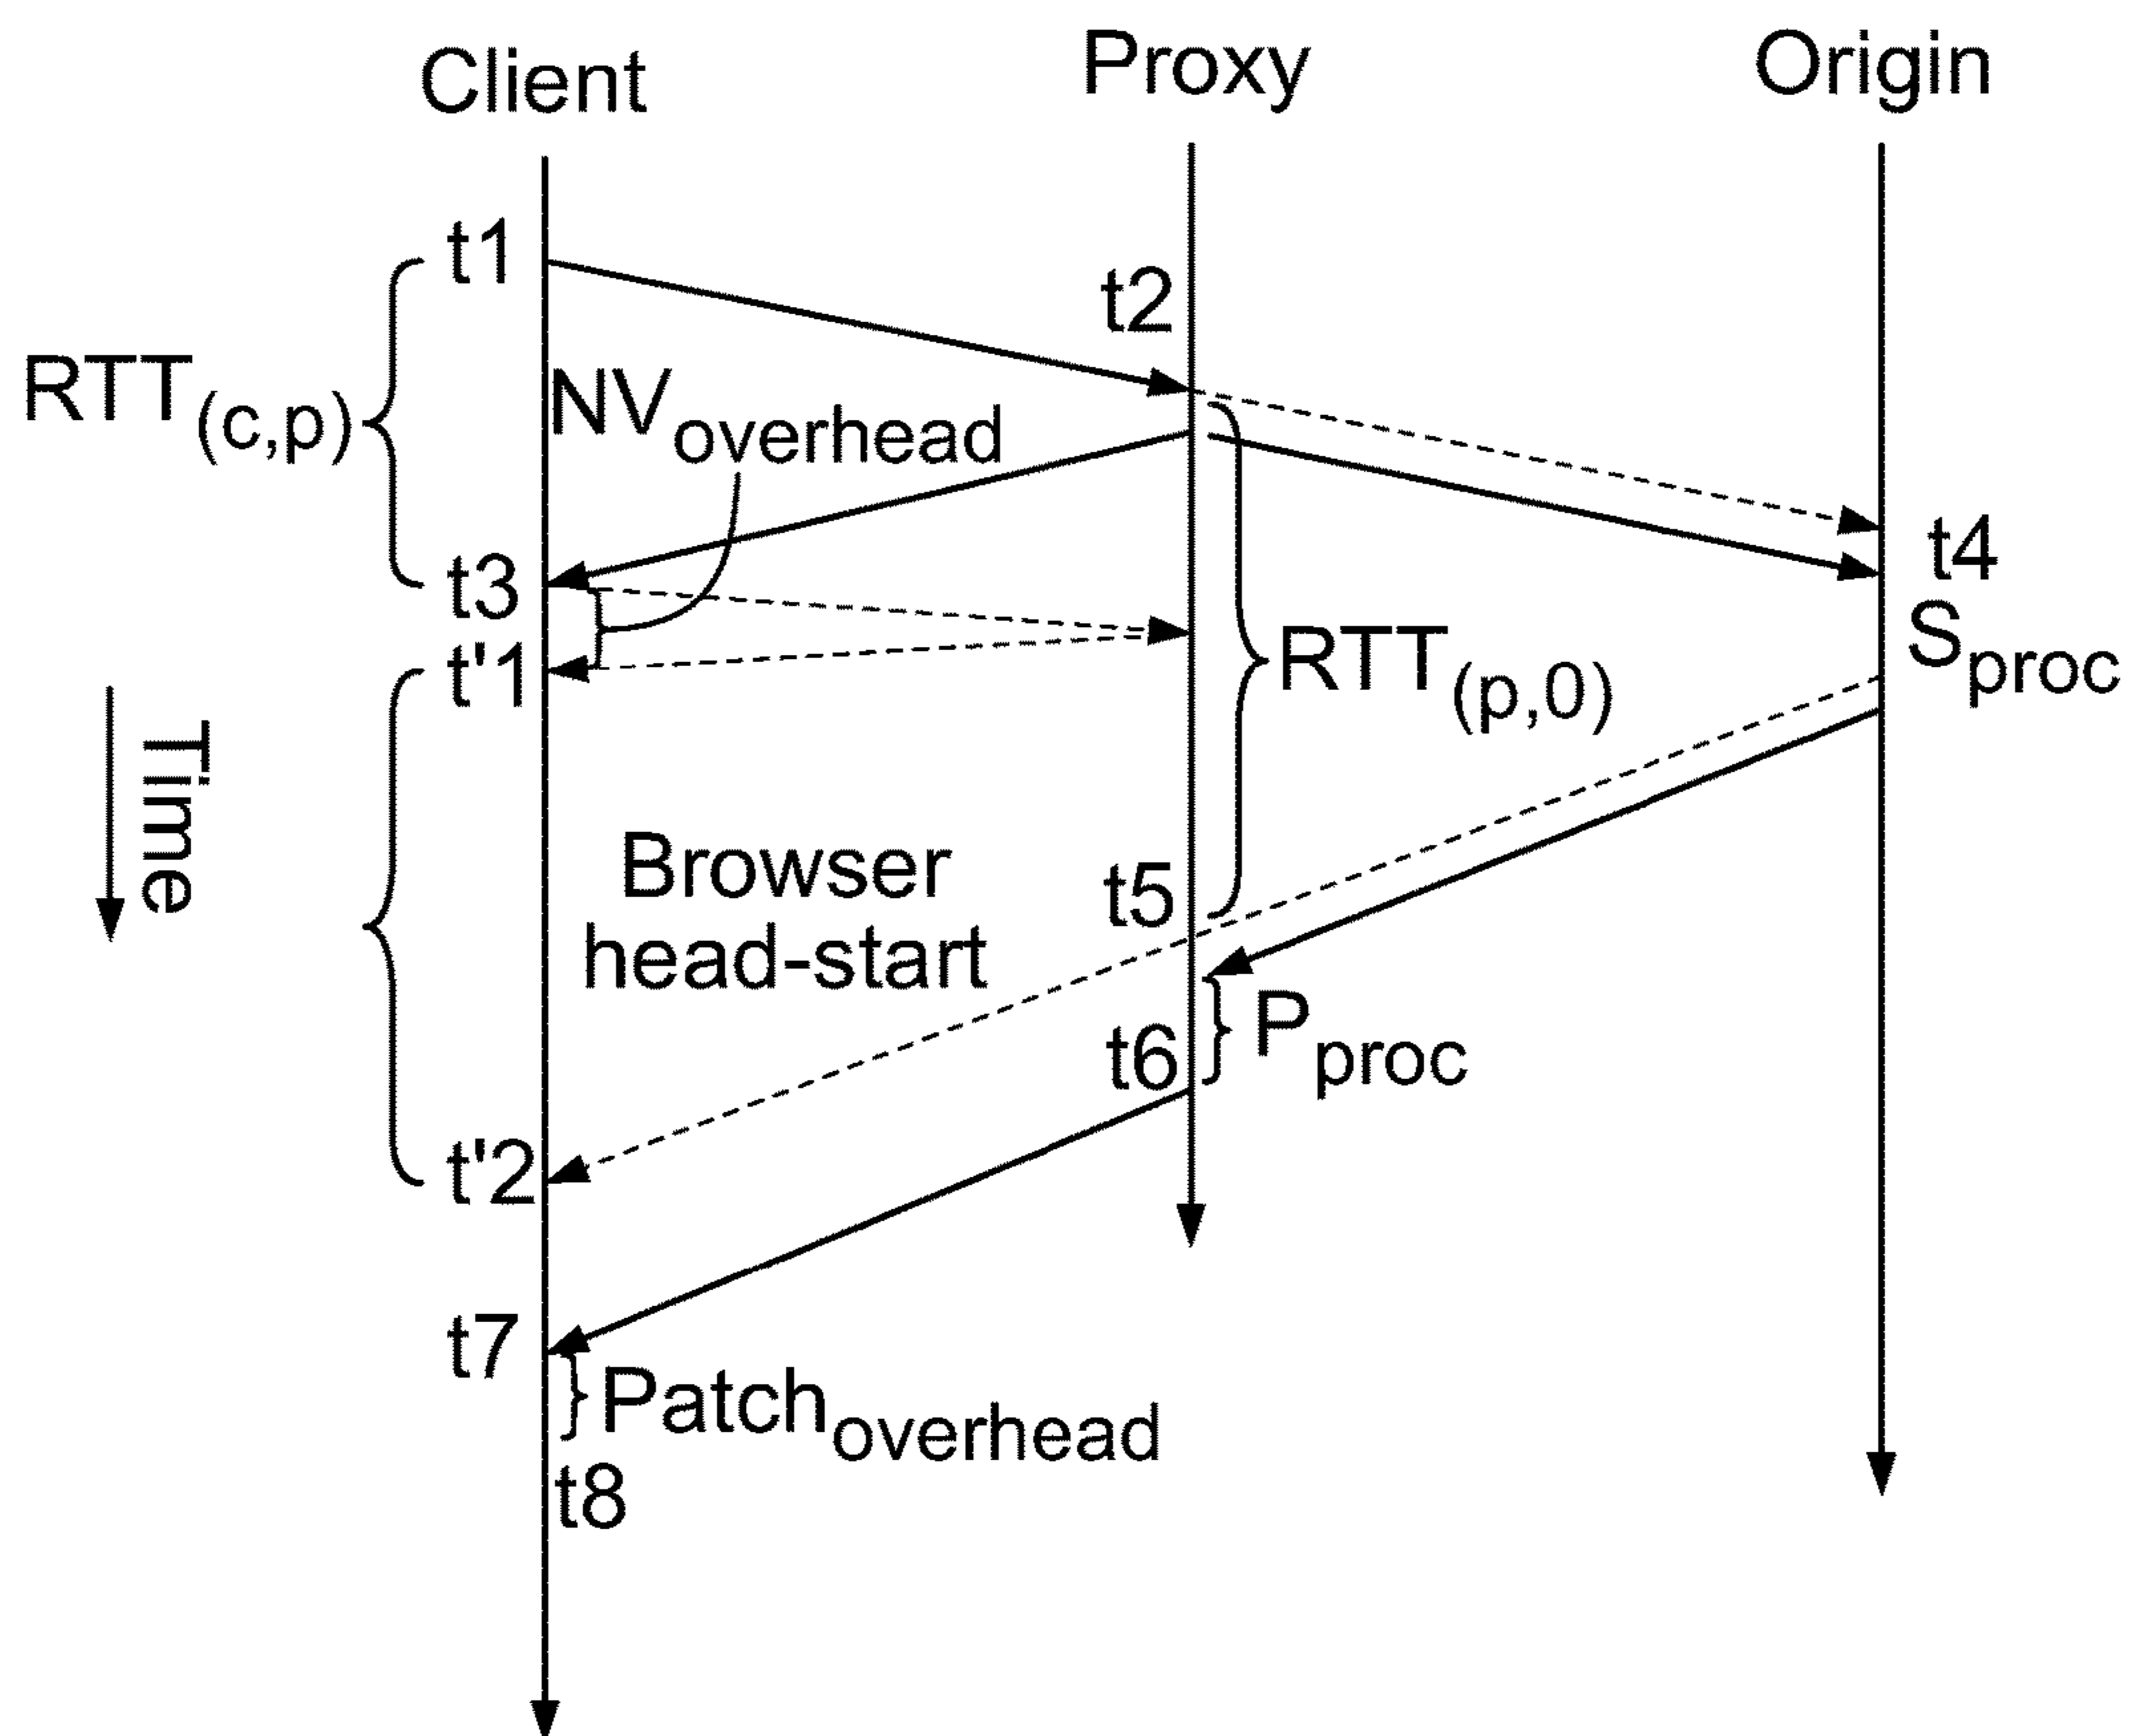 Client
Proxy
Origin
t1
t2
RTT(c,p)
NVoverhead
t3
t4
Sproc
t'1
RTT(p,0)
Time
Browser
head-start
t5
t6
Pproc
t'2
t7
Patchoverhead
t8